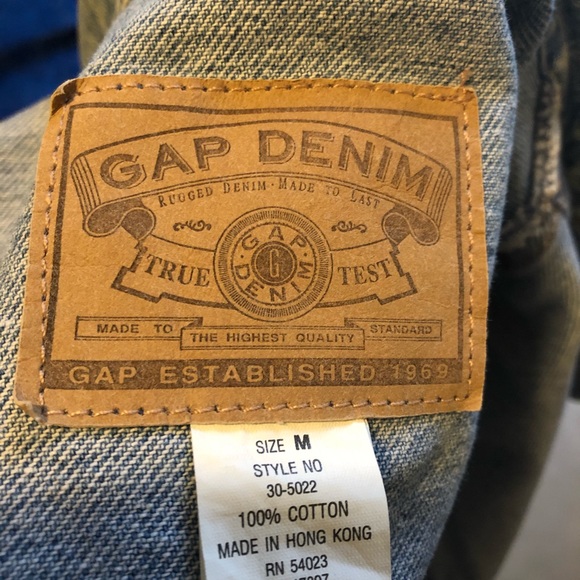 GAP DENIM
RUGGED DENIM · MADE TO LAST
GAP
TRUE G TEST
DENIM
MADE TO THE HIGHEST QUALITY STANDARD
GAP ESTABLISHED 1969
SIZE M
STYLE NO
30-5022
100% COTTON
MADE IN HONG KONG
RN 54023